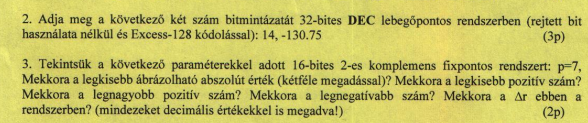 2. Adja meg a következő két szám bitmintázatát 32-bites DEC lebegőpontos rendszerben (rejtett bit
használata nélkül és Excess-128 kódolással): 14, -130.75 (3p)
3. Tekintsük a következő paraméterekkel adott 16-bites 2-es komplemens fixpontos rendszert: p=7,
Mekkora a legkisebb ábrázolható abszolút érték (kétféle megadással)? Mekkora a legkisebb pozitív szám?
Mekkora a legnagyobb pozitív szám? Mekkora a legnegatívabb szám? Mekkora a Δr ebben a
rendszerben? (mindezeket decimális értékekkel is megadva!) (2p)